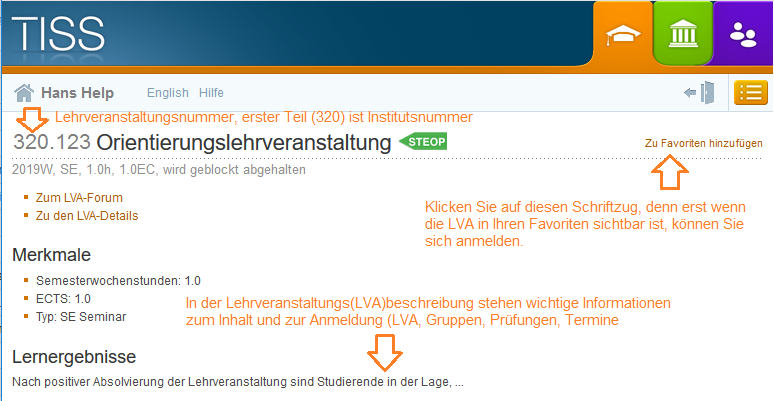 TISS
Hans Help English Hilfe
Lehrveranstaltungsnummer, erster Teil (320) ist Institutsnummer
320.123 Orientierungslehrveranstaltung STEOP
Zu Favoriten hinzufügen
2019W, SE, 1.0h, 1.0EC, wird geblockt abgehalten
Zum LVA-Forum
Zu den LVA-Details
Klicken Sie auf diesen Schriftzug, denn erst wenn
die LVA in Ihren Favoriten sichtbar ist, können Sie
sich anmelden.
Merkmale
Semesterwochenstunden: 1.0
ECTS: 1.0
Typ: SE Seminar
In der Lehrveranstaltungs(LVA)beschreibung stehen wichtige Informationen
zum Inhalt und zur Anmeldung (LVA, Gruppen, Prüfungen, Termine
Lernergebnisse
Nach positiver Absolvierung der Lehrveranstaltung sind Studierende in der Lage, ...